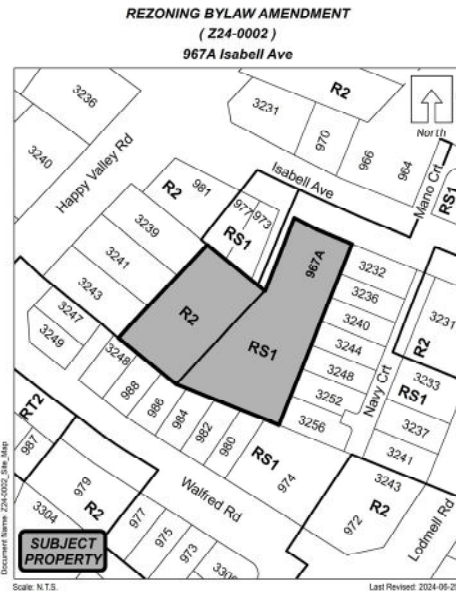 REZONING BYLAW AMENDMENT
( Z24-0002 )
967A Isabell Ave
3236
R2
3231
North
3240
970
966
964
Happy Valley Rd
Isabell Ave
Mano Crt
RS1
R2
981
977
973
3239
RS1
967A
3232
3241
3236
3231
3243
R2
3240
R2
3247
3244
RS1
3249
3248
3248
3233
988
Navy Crt
RS1
986
3252
984
3237
RT2
982
3256
980
3241
987
RS1
979
974
3243
R2
Walfred Rd
R2
3304
977
972
Lodmell Rd
975
SUBJECT
PROPERTY
973
Document Name: Z24-0002_Site_Map
Scale: N.T.S.